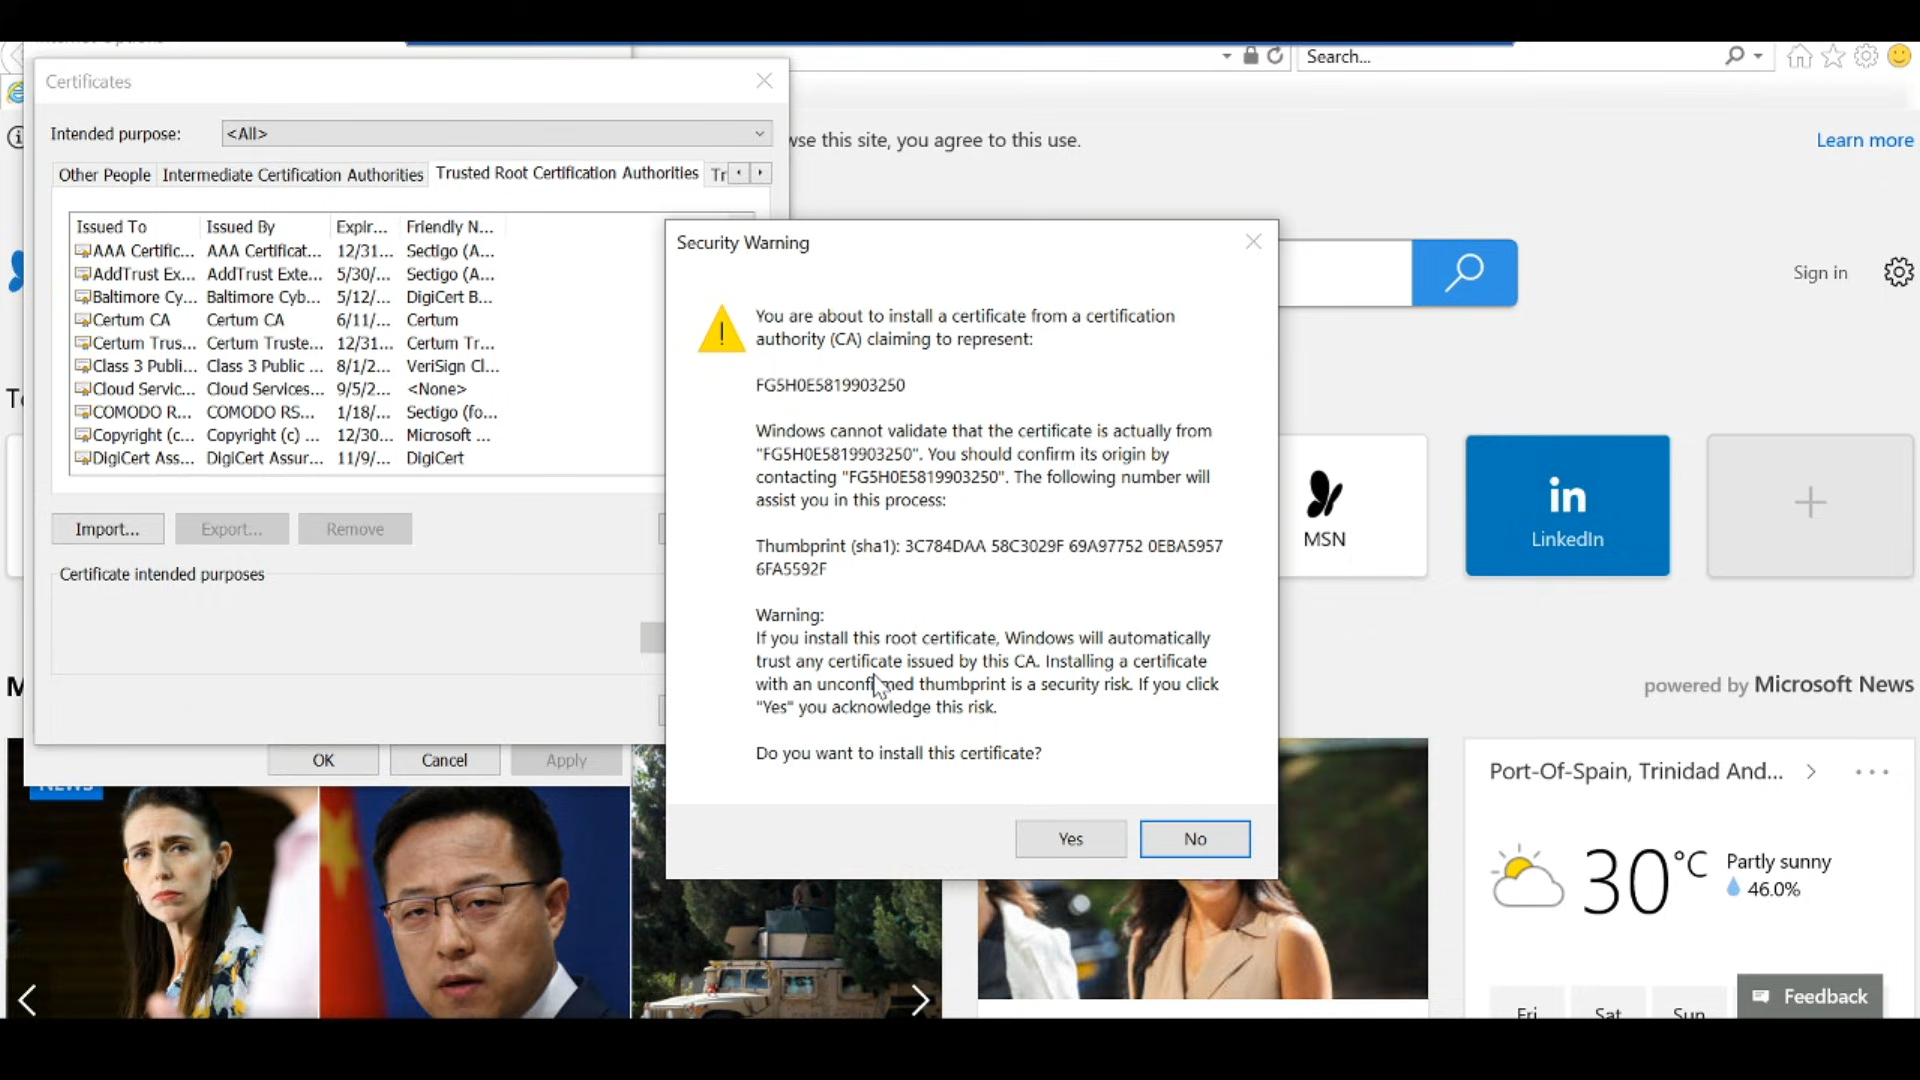 Search...
Certificates
Intended purpose:
<All>
wse this site, you agree to this use.
Learn more
Other People
Intermediate Certification Authorities
Trusted Root Certification Authorities
Tr
Issued To Issued By Expir... Friendly N...
AAA Certific... AAA Certificat... 12/31... Sectigo (A...
AddTrust Ex... AddTrust Exte... 5/30/... Sectigo (A...
Baltimore Cy... Baltimore Cyb... 5/12/... DigiCert B...
Certum CA Certum CA 6/11/... Certum
Certum Trus... Certum Truste... 12/31... Certum Tr...
Class 3 Publi... Class 3 Public ... 8/1/2... VeriSign Cl...
Cloud Servic... Cloud Services... 9/5/2... <None>
COMODO R... COMODO RS... 1/18/... Sectigo (fo...
Copyright (c... Copyright (c) ... 12/30... Microsoft ...
DigiCert Ass... DigiCert Assur... 11/9/... DigiCert
Import...
Export...
Remove
Certificate intended purposes
OK
Cancel
Apply
Security Warning
You are about to install a certificate from a certification
authority (CA) claiming to represent:
FG5H0E5819903250
Windows cannot validate that the certificate is actually from
"FG5H0E5819903250". You should confirm its origin by
contacting "FG5H0E5819903250". The following number will
assist you in this process:
Thumbprint (sha1): 3C784DAA 58C3029F 69A97752 0EBA5957
6FA5592F
Warning:
If you install this root certificate, Windows will automatically
trust any certificate issued by this CA. Installing a certificate
with an unconfirmed thumbprint is a security risk. If you click
"Yes" you acknowledge this risk.
Do you want to install this certificate?
Yes
No
Sign in
MSN
in
LinkedIn
powered by Microsoft News
NEWS
Port-Of-Spain, Trinidad And...
30°C
Partly sunny
46.0%
Fri
Sat
Sun
Feedback